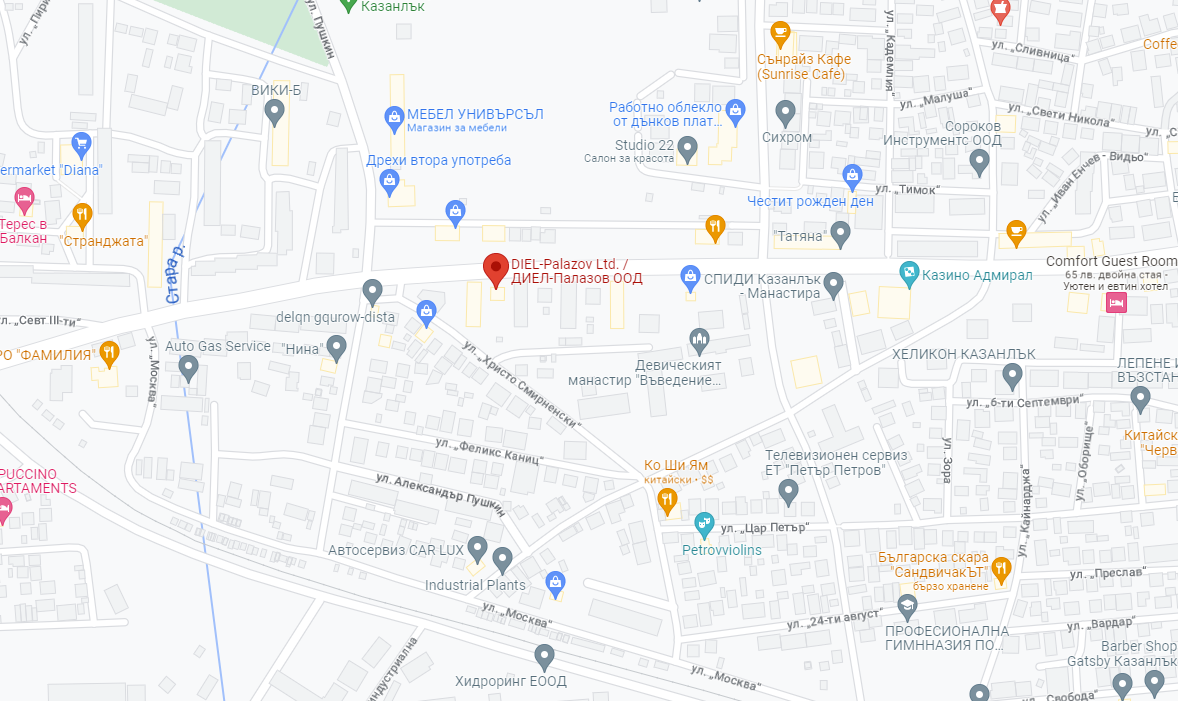 Казанлък
ул. „Пушкин
ул. „Кадемлия"
ул. „Сливница"
Сънрайз Кафе
(Sunrise Cafe)
Coffe
ВИКИ-Б
МЕБЕЛ УНИВЪРСЪЛ
Магазин за мебели
Работно облекло
от дънков плат...
Сихром
ул. „Малуша"
ул. „Свети Никола"
Сороков
Инструментс ООД
Studio 22
Салон за красота
Дрехи втора употреба
ermarket "Diana"
ул. „Иван Енчев - Видьо"
ул. „Тимок"
Честит рожден ден
Терес в
Балкан
"Странджата"
"Татяна"
Стара р.
DIEL-Palazov Ltd. /
ДИЕЛ-Палазов ООД
СПИДИ Казанлък
- Манастира
Казино Адмирал
Comfort Guest Room
65 лв. двойна стая -
Уютен и евтин хотел
delqn gqurow-dista
ул. „Севт III-ти"
РО "ФАМИЛИЯ"
ул. „Москва"
Auto Gas Service
"Нина"
ул. „Христо Смирненски"
Девическият
манастир "Въведение...
ХЕЛИКОН КАЗАНЛЪК
ЛЕПЕНЕ И
ВЪЗСТАН
ул. „6-ти Септември"
ул. „Феликс Каниц"
ул. „Зора
ул. „Оборище"
Китайск
"Черв
Ко Ши Ям
китайски • $$
Телевизионен сервиз
ЕТ "Петър Петров"
ул. „Кайнарджа"
PUCCINO
ARTAMENTS
ул. Александър Пушкин
ул. „Цар Петър"
Petrovviolins
Автосервиз CAR LUX
Industrial Plants
Българска скара
"СандвичакЪТ"
бързо хранене
ул. „Преслав"
ул. „Москва"
ул. „24-ти август"
ПРОФЕСИОНАЛНА
ГИМННАЗИЯ ПО...
ул. „Вардар"
Barber Shop
Gatsby Казанлък
Хидроринг ЕООД
индустриална
ул. „Москва"
„Свобода"